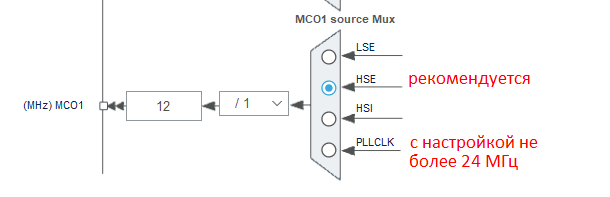 MCO1 source Mux
LSE
HSE
рекомендуется
(MHz) MCO1
12
/ 1
HSI
PLLCLK
с настройкой не
более 24 МГц